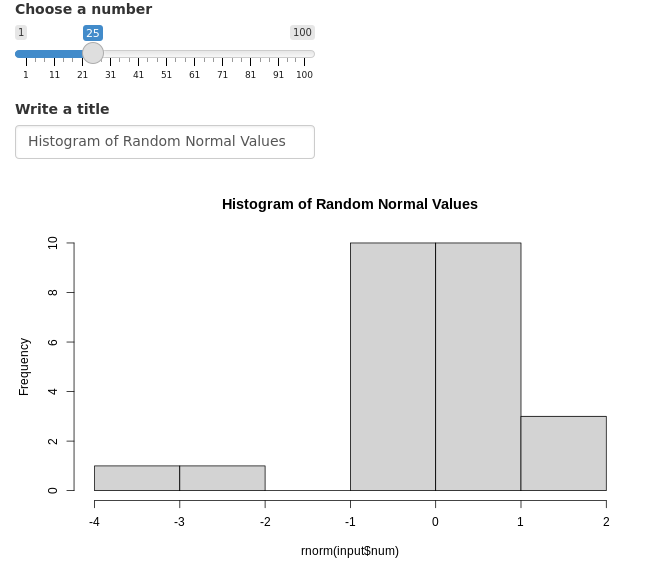 Choose a number
1 25 100
1 11 21 31 41 51 61 71 81 91 100
Write a title
Histogram of Random Normal Values
Histogram of Random Normal Values
10
8
6
4
2
0
Frequency
-4 -3 -2 -1 0 1 2
rnorm(input$num)